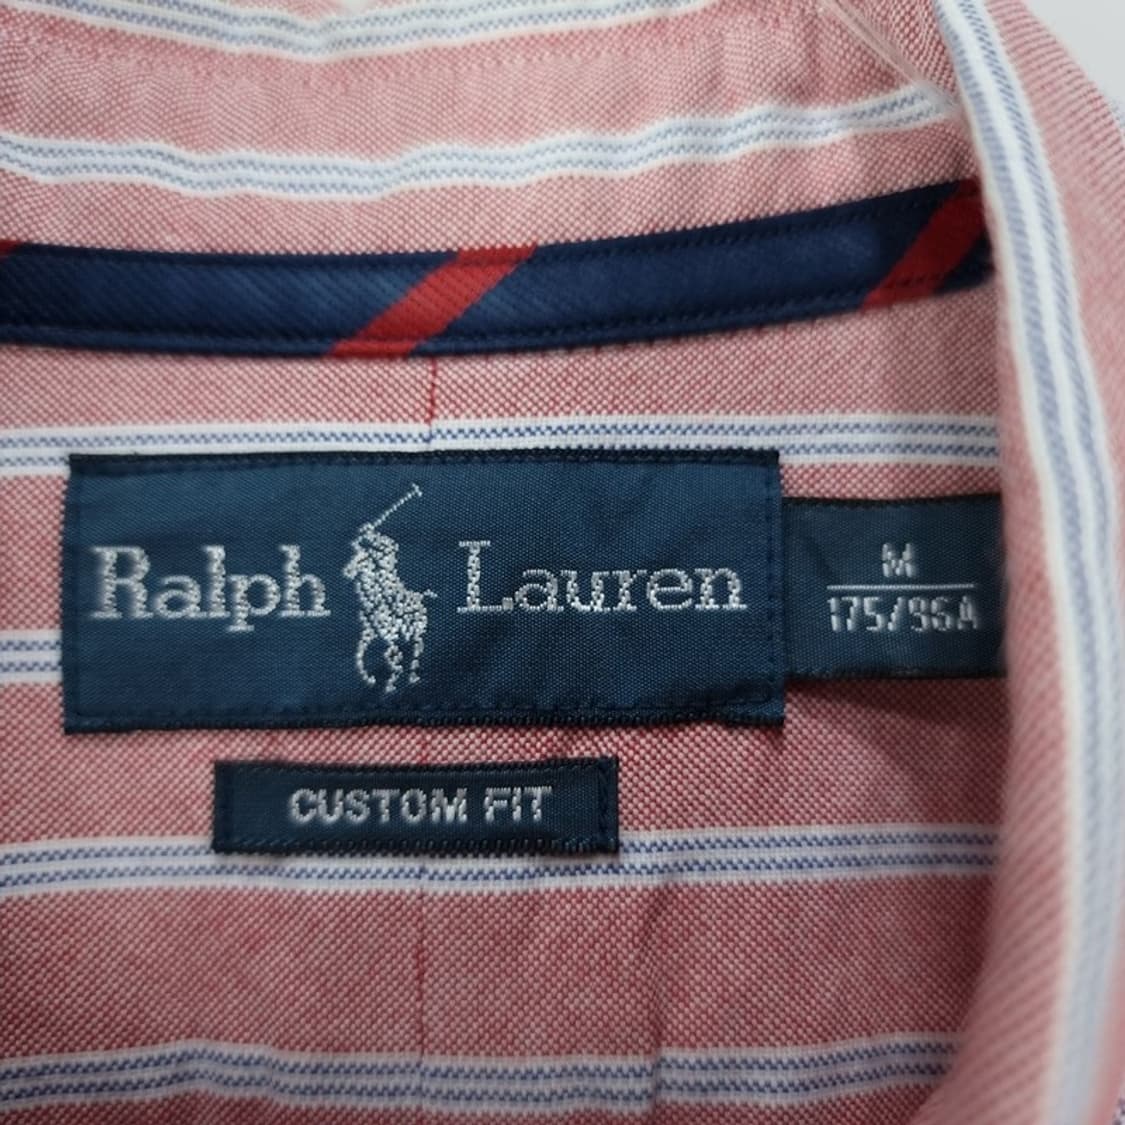 Ralph Lauren
M
175/96A
CUSTOM FIT